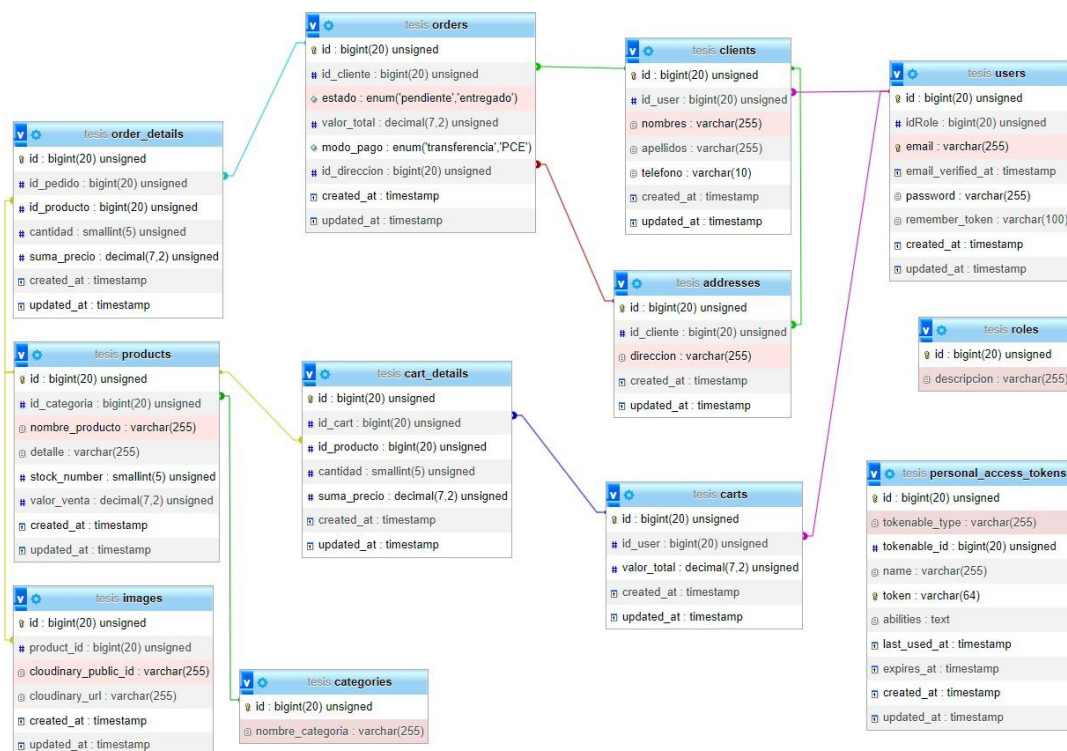 tesis orders
id : bigint(20) unsigned
id_cliente : bigint(20) unsigned
estado : enum('pendiente','entregado')
valor_total : decimal(7,2) unsigned
modo_pago : enum('transferencia','PCE')
id_direccion : bigint(20) unsigned
created_at : timestamp
updated_at : timestamp
tesis clients
id : bigint(20) unsigned
id_user : bigint(20) unsigned
nombres : varchar(255)
apellidos : varchar(255)
telefono : varchar(10)
created_at : timestamp
updated_at : timestamp
tesis users
id : bigint(20) unsigned
idRole : bigint(20) unsigned
email : varchar(255)
email_verified_at : timestamp
password : varchar(255)
remember_token : varchar(100)
created_at : timestamp
updated_at : timestamp
tesis order_details
id : bigint(20) unsigned
id_pedido : bigint(20) unsigned
id_producto : bigint(20) unsigned
cantidad : smallint(5) unsigned
suma_precio : decimal(7,2) unsigned
created_at : timestamp
updated_at : timestamp
tesis addresses
id : bigint(20) unsigned
id_cliente : bigint(20) unsigned
direccion : varchar(255)
created_at : timestamp
updated_at : timestamp
tesis roles
id : bigint(20) unsigned
descripcion : varchar(255)
tesis products
id : bigint(20) unsigned
id_categoria : bigint(20) unsigned
nombre_producto : varchar(255)
detalle : varchar(255)
stock_number : smallint(5) unsigned
valor_venta : decimal(7,2) unsigned
created_at : timestamp
updated_at : timestamp
tesis cart_details
id : bigint(20) unsigned
id_cart : bigint(20) unsigned
id_producto : bigint(20) unsigned
cantidad : smallint(5) unsigned
suma_precio : decimal(7,2) unsigned
created_at : timestamp
updated_at : timestamp
tesis carts
id : bigint(20) unsigned
id_user : bigint(20) unsigned
valor_total : decimal(7,2) unsigned
created_at : timestamp
updated_at : timestamp
tesis personal_access_tokens
id : bigint(20) unsigned
tokenable_type : varchar(255)
tokenable_id : bigint(20) unsigned
name : varchar(255)
token : varchar(64)
abilities : text
last_used_at : timestamp
expires_at : timestamp
created_at : timestamp
updated_at : timestamp
tesis images
id : bigint(20) unsigned
product_id : bigint(20) unsigned
cloudinary_public_id : varchar(255)
cloudinary_url : varchar(255)
created_at : timestamp
updated_at : timestamp
tesis categories
id : bigint(20) unsigned
nombre_categoria : varchar(255)